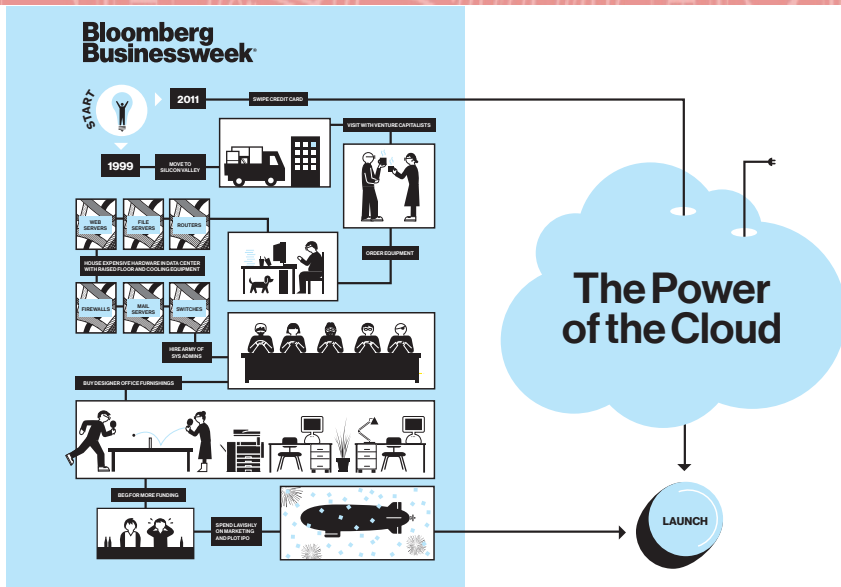 Bloomberg
Businessweek®
START
2011
SWIPE CREDIT CARD
VISIT WITH VENTURE CAPITALISTS
1999
MOVE TO
SILICON VALLEY
WEB
SERVERS
FILE
SERVERS
ROUTERS
ORDER EQUIPMENT
HOUSE EXPENSIVE HARDWARE IN DATA CENTER
WITH RAISED FLOOR AND COOLING EQUIPMENT
FIREWALLS
MAIL
SERVERS
SWITCHES
The Power
of the Cloud
HIRE ARMY OF
SYS ADMINS
BUY DESIGNER OFFICE FURNISHINGS
BEG FOR MORE FUNDING
SPEND LAVISHLY
ON MARKETING
AND PLOT IPO
LAUNCH